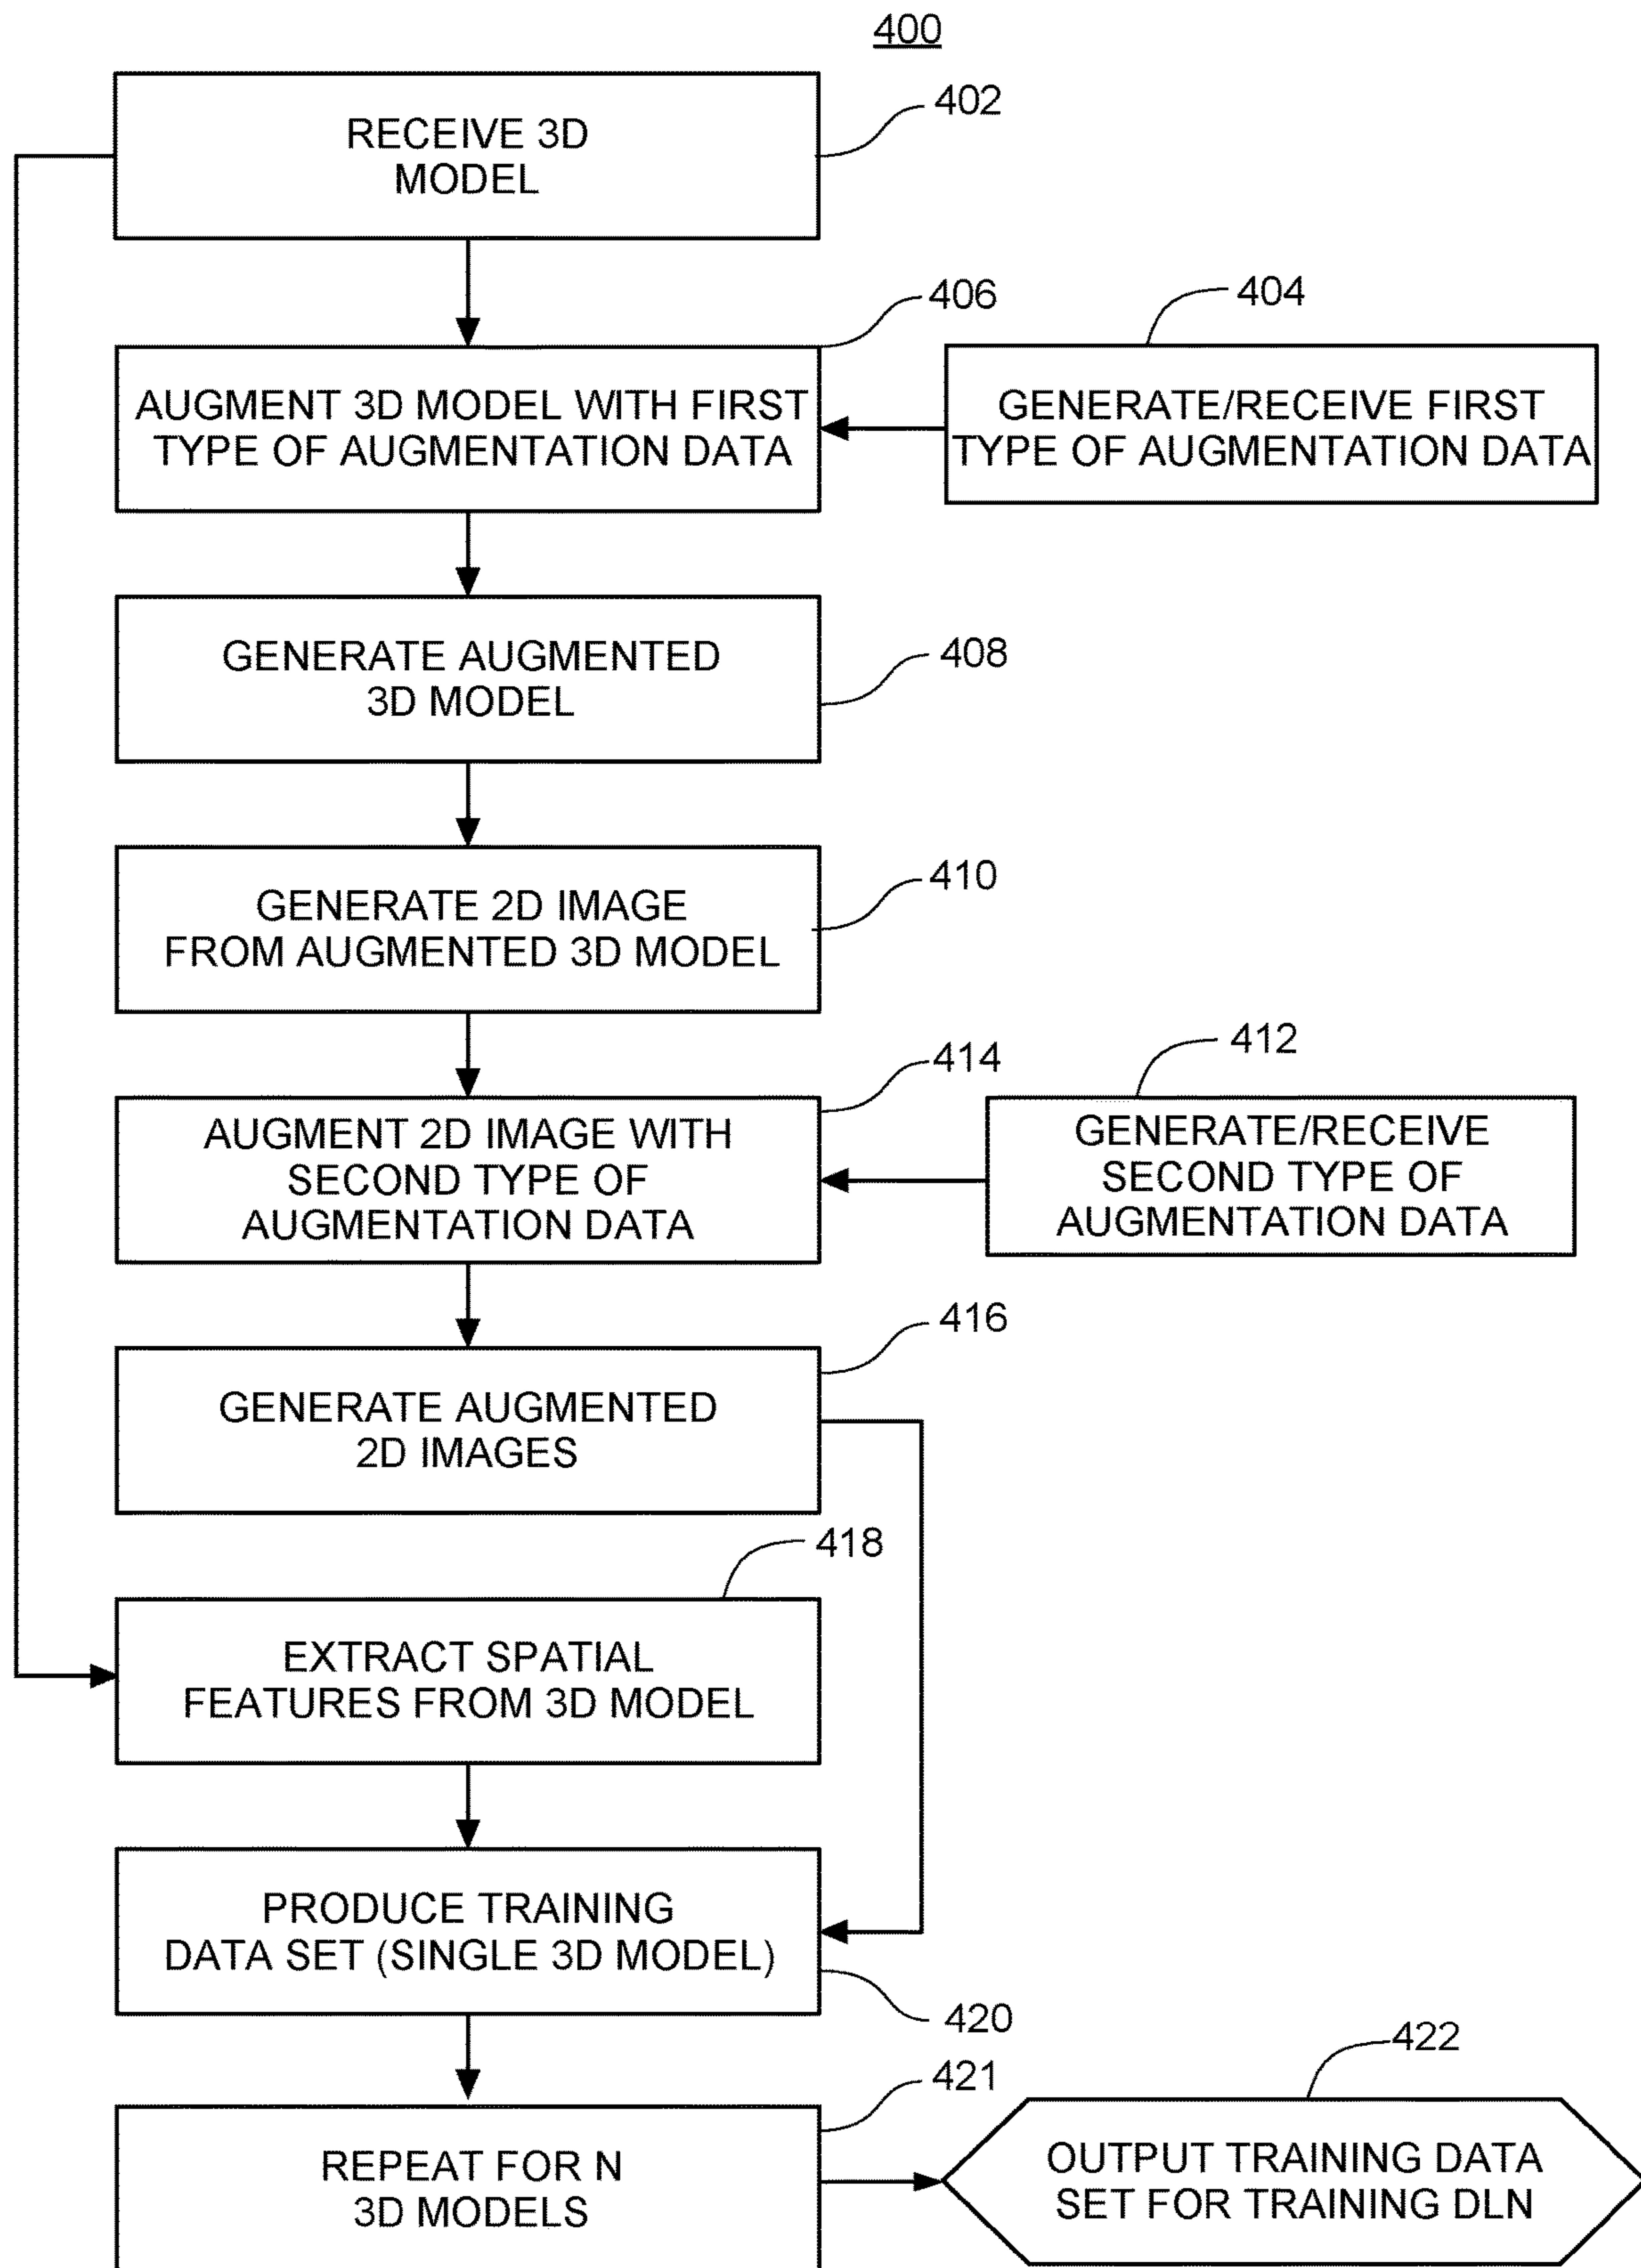 400
RECEIVE 3D
MODEL
402
406
404
AUGMENT 3D MODEL WITH FIRST
TYPE OF AUGMENTATION DATA
GENERATE/RECEIVE FIRST
TYPE OF AUGMENTATION DATA
GENERATE AUGMENTED
3D MODEL
408
GENERATE 2D IMAGE
FROM AUGMENTED 3D MODEL
410
414
412
AUGMENT 2D IMAGE WITH
SECOND TYPE OF
AUGMENTATION DATA
GENERATE/RECEIVE
SECOND TYPE OF
AUGMENTATION DATA
416
GENERATE AUGMENTED
2D IMAGES
418
EXTRACT SPATIAL
FEATURES FROM 3D MODEL
PRODUCE TRAINING
DATA SET (SINGLE 3D MODEL)
420
421
422
REPEAT FOR N
3D MODELS
OUTPUT TRAINING DATA
SET FOR TRAINING DLN